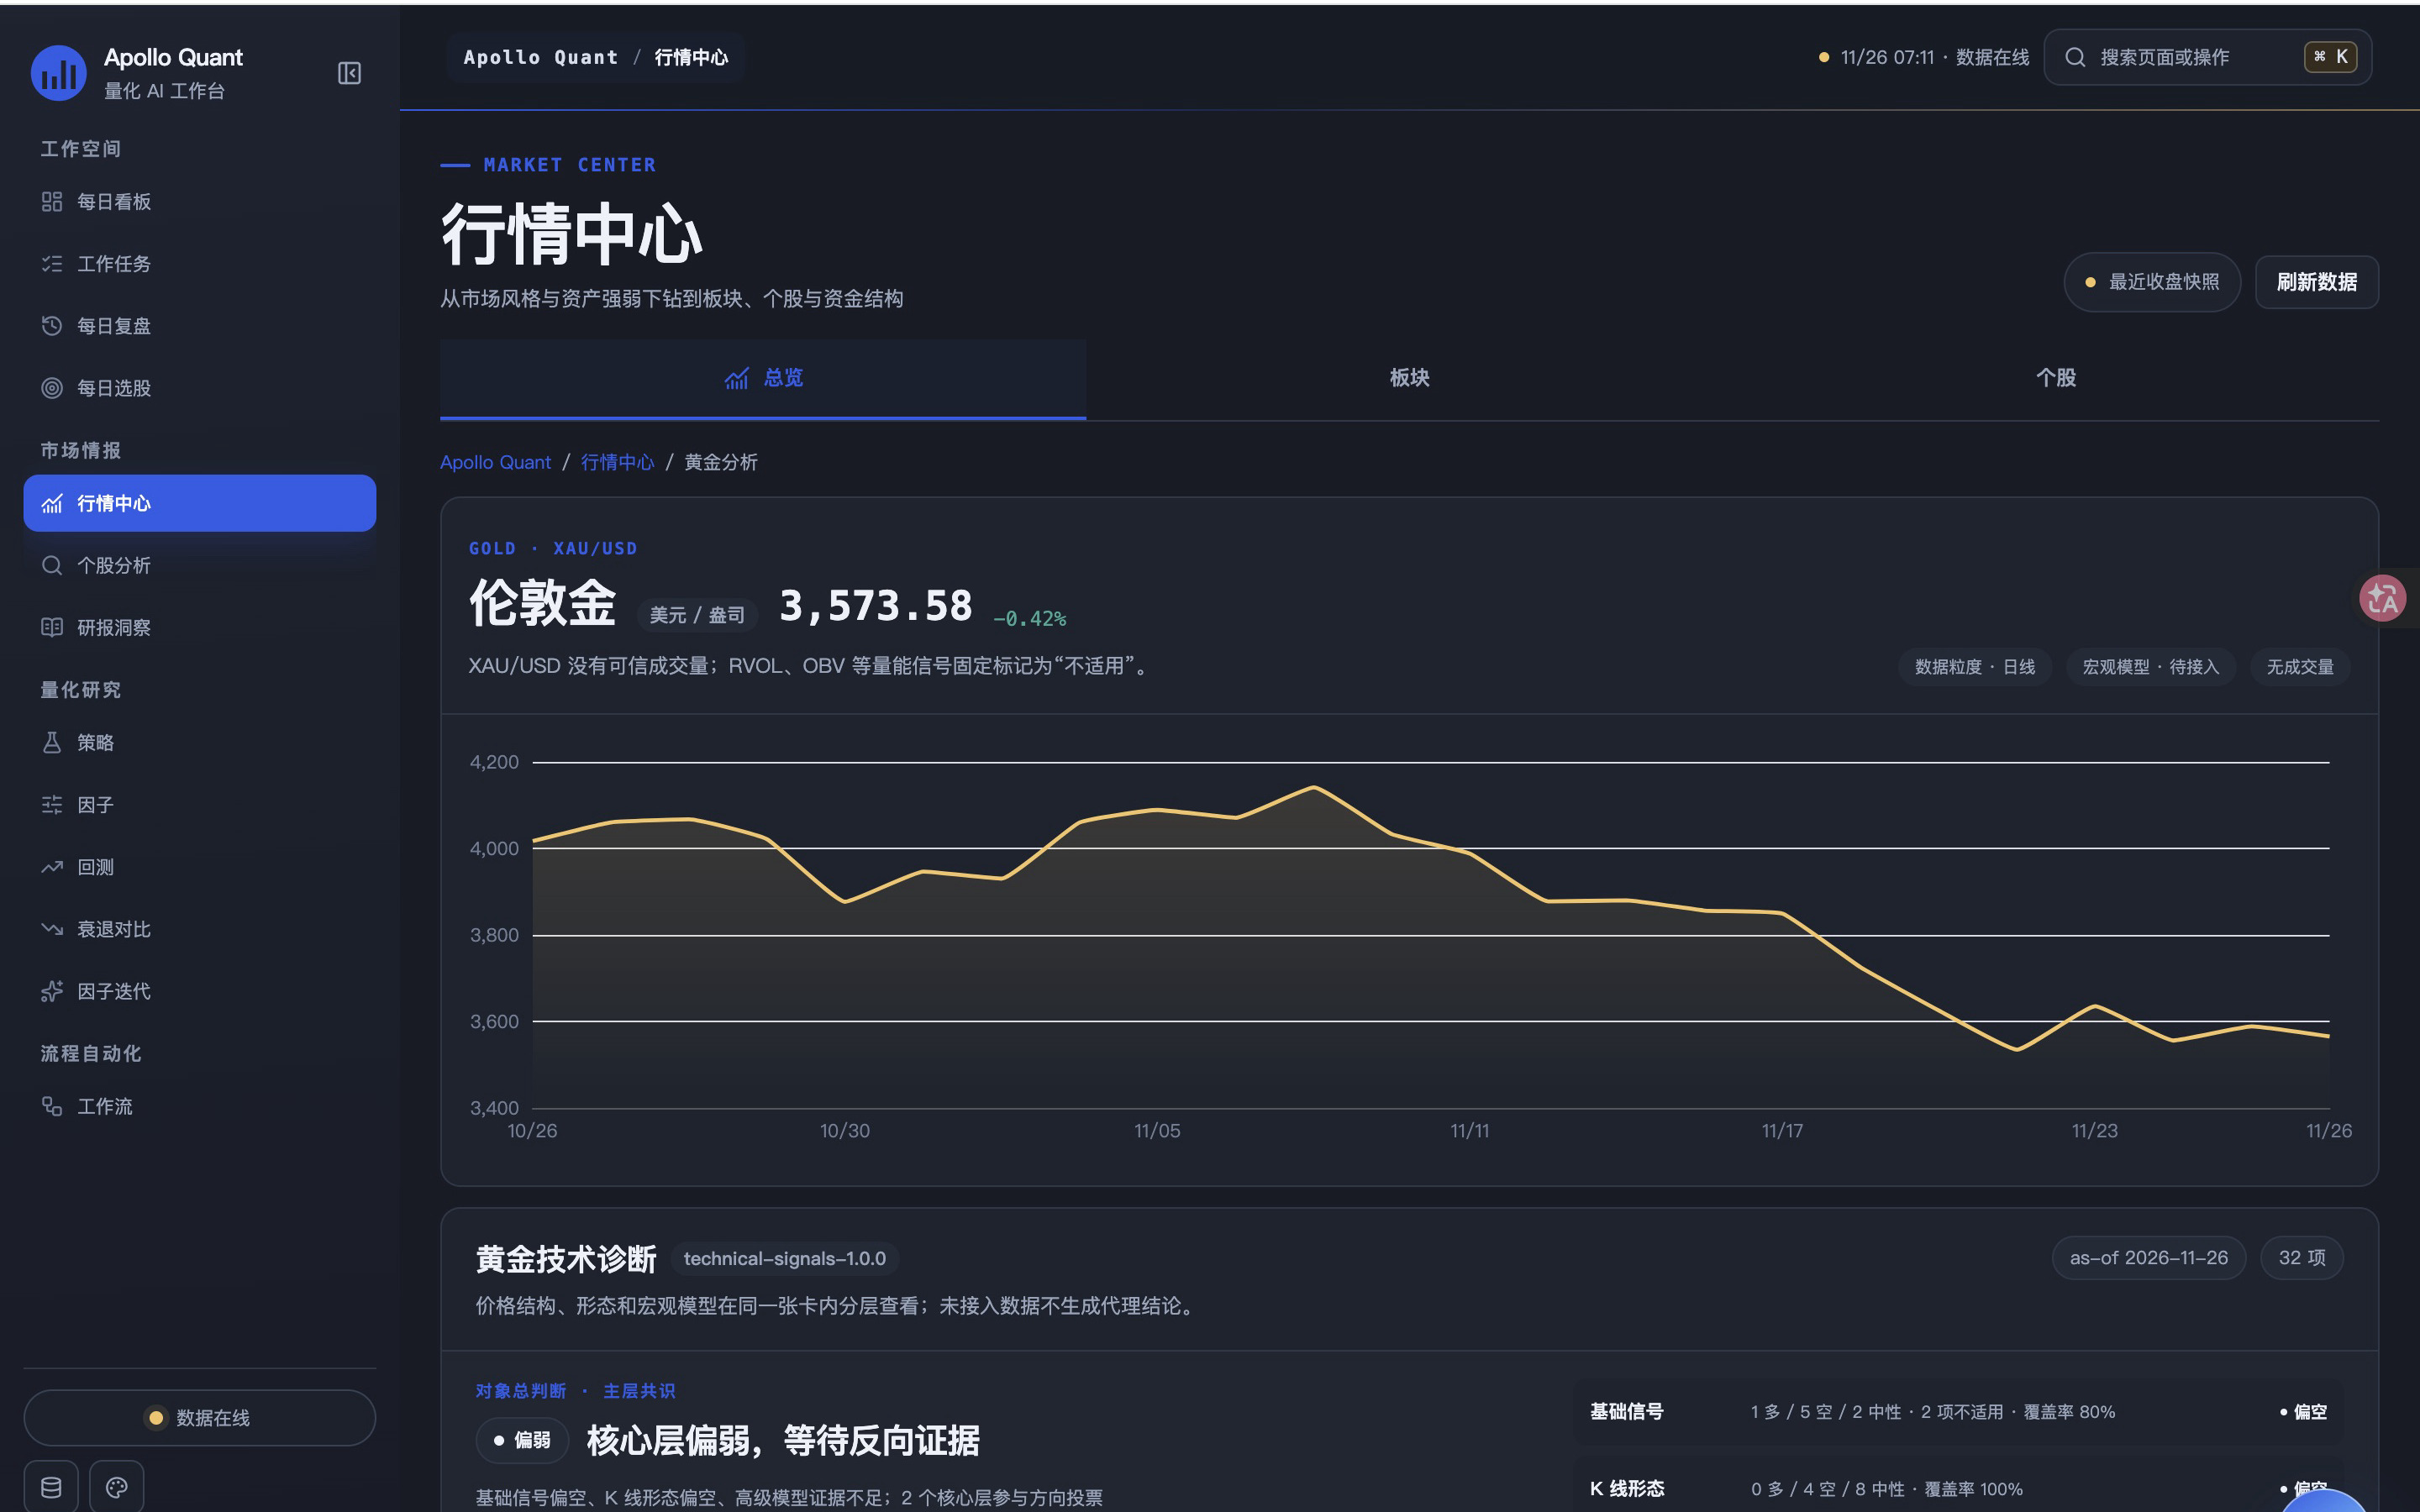 Apollo Quant
量化 AI 工作台
工作空间
每日看板
工作任务
每日复盘
每日选股
市场情报
行情中心
个股分析
研报洞察
量化研究
策略
因子
回测
衰退对比
因子迭代
流程自动化
工作流
数据在线
Apollo Quant / 行情中心
11/26 07:11 · 数据在线
搜索页面或操作
⌘ K
MARKET CENTER
行情中心
从市场风格与资产强弱下钻到板块、个股与资金结构
最近收盘快照
刷新数据
总览
板块
个股
Apollo Quant / 行情中心 / 黄金分析
GOLD · XAU/USD
伦敦金 美元 / 盎司 3,573.58 −0.42%
XAU/USD 没有可信成交量；RVOL、OBV 等量能信号固定标记为“不适用”。
数据粒度 · 日线
宏观模型 · 待接入
无成交量
4,200
4,000
3,800
3,600
3,400
10/26 10/30 11/05 11/11 11/17 11/23 11/26
黄金技术诊断 technical-signals-1.0.0
as-of 2026-11-26
32 项
价格结构、形态和宏观模型在同一张卡内分层查看；未接入数据不生成代理结论。
对象总判断 · 主层共识
偏弱 核心层偏弱，等待反向证据
基础信号偏空、K 线形态偏空、高级模型证据不足；2 个核心层参与方向投票
基础信号 1 多 / 5 空 / 2 中性 · 2 项不适用 · 覆盖率 80% 偏空
K 线形态 0 多 / 4 空 / 8 中性 · 覆盖率 100% 偏空